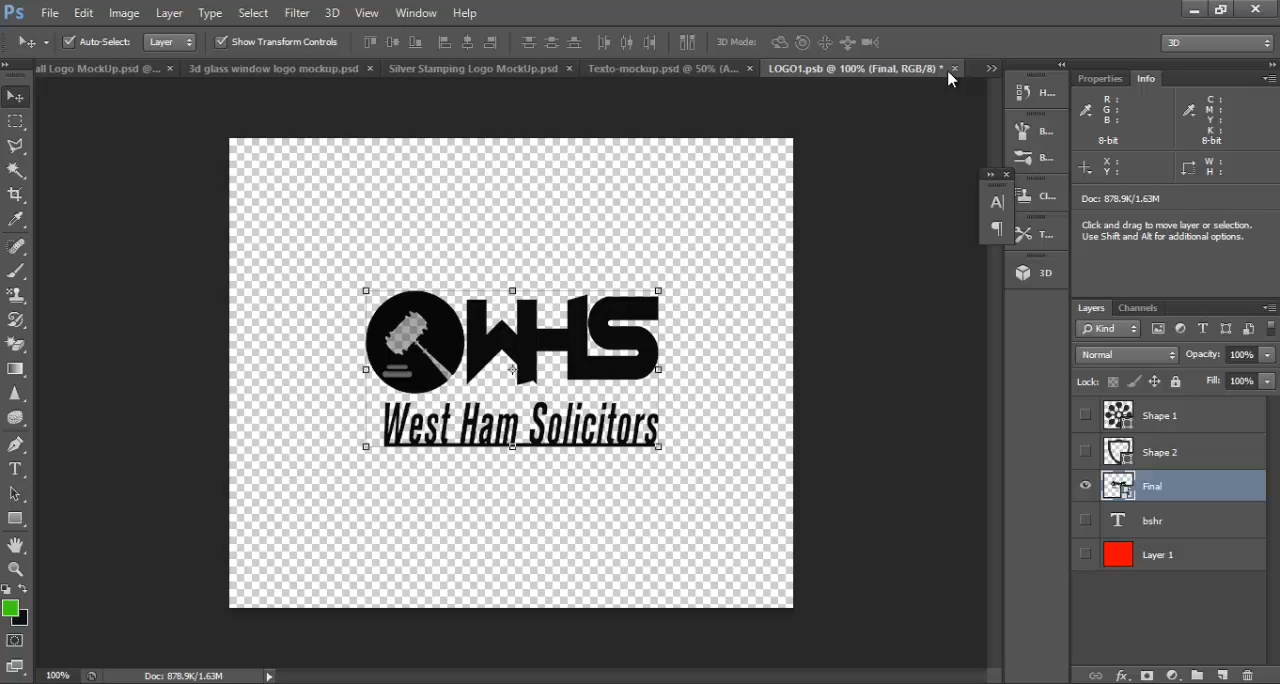 Ps File Edit Image Layer Type Select Filter 3D View Window Help
Auto-Select: Layer Show Transform Controls 3D Mode: 3D
all Logo MockUp.psd @... × 3d glass window logo mockup.psd × Silver Stamping Logo MockUp.psd × Texto-mockup.psd @ 50% (A... × LOGO1.psb @ 100% (Final, RGB/8) * ×
H...
B...
B...
Cl...
T...
3D
Properties Info
R : C :
G : M :
B : Y :
K :
8-bit 8-bit
X : W :
Y : H :
Doc: 878.9K/1.63M
Click and drag to move layer or selection.
Use Shift and Alt for additional options.
WHS
West Ham Solicitors
Layers Channels
Kind
Normal Opacity: 100%
Lock: Fill: 100%
Shape 1
Shape 2
Final
bshr
Layer 1
100% Doc: 878.9K/1.63M